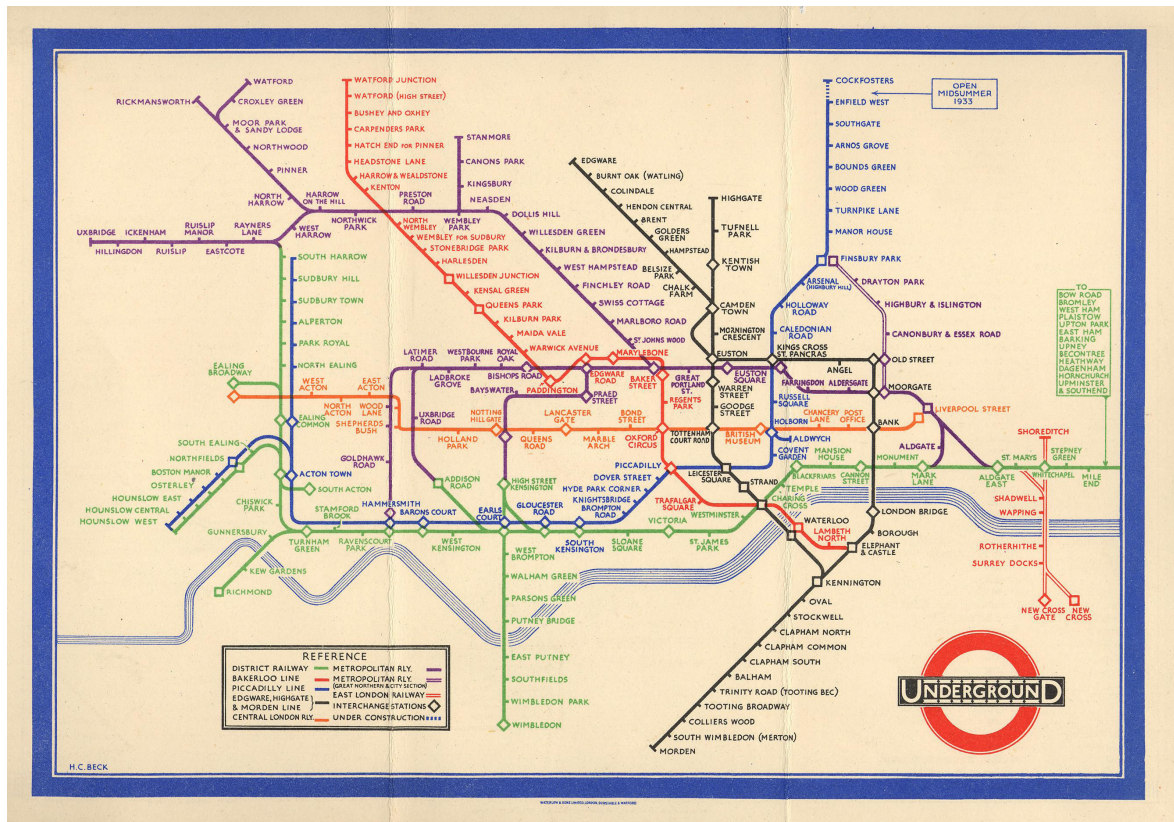 WATFORD
RICKMANSWORTH
CROXLEY GREEN
MOOR PARK
& SANDY LODGE
NORTHWOOD
PINNER
NORTH
HARROW
HARROW
ON THE HILL
NORTHWICK
PARK
PRESTON
ROAD
WEMBLEY
PARK
STANMORE
CANONS PARK
KINGSBURY
NEASDEN
DOLLIS HILL
WILLESDEN GREEN
KILBURN & BRONDESBURY
WEST HAMPSTEAD
FINCHLEY ROAD
SWISS COTTAGE
MARLBORO ROAD
ST JOHNS WOOD
UXBRIDGE
HILLINGDON
ICKENHAM
RUISLIP
RUISLIP
MANOR
EASTCOTE
RAYNERS
LANE
WEST
HARROW
WATFORD JUNCTION
WATFORD (HIGH STREET)
BUSHEY AND OXHEY
CARPENDERS PARK
HATCH END FOR PINNER
HEADSTONE LANE
HARROW & WEALDSTONE
KENTON
NORTH
WEMBLEY
WEMBLEY FOR SUDBURY
STONEBRIDGE PARK
HARLESDEN
WILLESDEN JUNCTION
KENSAL GREEN
QUEENS PARK
KILBURN PARK
MAIDA VALE
WARWICK AVENUE
PADDINGTON
EDGWARE
ROAD
MARYLEBONE
BAKER
STREET
REGENTS
PARK
OXFORD
CIRCUS
PICCADILLY
TRAFALGAR
SQUARE
CHARING
CROSS
WATERLOO
LAMBETH
NORTH
ELEPHANT
& CASTLE
EDGWARE
BURNT OAK (WATLING)
COLINDALE
HENDON CENTRAL
BRENT
GOLDERS
GREEN
HAMPSTEAD
BELSIZE
PARK
CHALK
FARM
HIGHGATE
TUFNELL
PARK
KENTISH
TOWN
CAMDEN
TOWN
MORNINGTON
CRESCENT
EUSTON
WARREN
STREET
GOODGE
STREET
TOTTENHAM
COURT ROAD
LEICESTER
SQUARE
STRAND
KINGS CROSS
ST. PANCRAS
ANGEL
OLD STREET
MOORGATE
BANK
LONDON BRIDGE
BOROUGH
KENNINGTON
OVAL
STOCKWELL
CLAPHAM NORTH
CLAPHAM COMMON
CLAPHAM SOUTH
BALHAM
TRINITY ROAD (TOOTING BEC)
TOOTING BROADWAY
COLLIERS WOOD
SOUTH WIMBLEDON (MERTON)
MORDEN
COCKFOSTERS
OPEN
MIDSUMMER
1933
ENFIELD WEST
SOUTHGATE
ARNOS GROVE
BOUNDS GREEN
WOOD GREEN
TURNPIKE LANE
MANOR HOUSE
FINSBURY PARK
ARSENAL
(HIGHBURY HILL)
HOLLOWAY
ROAD
CALEDONIAN
ROAD
DRAYTON PARK
HIGHBURY & ISLINGTON
CANONBURY & ESSEX ROAD
RUSSELL
SQUARE
HOLBORN
ALDWYCH
COVENT
GARDEN
DOVER STREET
HYDE PARK CORNER
KNIGHTSBRIDGE
BROMPTON
ROAD
SOUTH
KENSINGTON
GLOUCESTER
ROAD
EARLS
COURT
BARONS COURT
HAMMERSMITH
SOUTH HARROW
SUDBURY HILL
SUDBURY TOWN
ALPERTON
PARK ROYAL
NORTH EALING
EALING
COMMON
EALING
BROADWAY
WEST
ACTON
NORTH
ACTON
EAST
ACTON
WOOD
LANE
SHEPHERDS
BUSH
HOLLAND
PARK
NOTTING
HILL GATE
QUEENS
ROAD
LANCASTER
GATE
MARBLE
ARCH
BOND
STREET
BRITISH
MUSEUM
CHANCERY
LANE
POST
OFFICE
LIVERPOOL STREET
LATIMER
ROAD
LADBROKE
GROVE
WESTBOURNE
PARK
ROYAL
OAK
BISHOPS ROAD
BAYSWATER
PRAED
STREET
GREAT
PORTLAND
ST.
EUSTON
SQUARE
FARRINGDON
ALDERSGATE
UXBRIDGE
ROAD
GOLDHAWK
ROAD
ADDISON
ROAD
HIGH STREET
KENSINGTON
ALDGATE
SOUTH EALING
NORTHFIELDS
BOSTON MANOR
OSTERLEY
HOUNSLOW EAST
HOUNSLOW CENTRAL
HOUNSLOW WEST
ACTON TOWN
SOUTH ACTON
CHISWICK
PARK
GUNNERSBURY
KEW GARDENS
RICHMOND
TURNHAM
GREEN
STAMFORD
BROOK
RAVENSCOURT
PARK
WEST
KENSINGTON
WEST
BROMPTON
WALHAM GREEN
PARSONS GREEN
PUTNEY BRIDGE
EAST PUTNEY
SOUTHFIELDS
WIMBLEDON PARK
WIMBLEDON
SLOANE
SQUARE
VICTORIA
ST. JAMES
PARK
WESTMINSTER
TEMPLE
BLACKFRIARS
MANSION
HOUSE
CANNON
STREET
MONUMENT
MARK
LANE
ALDGATE
EAST
ST. MARYS
WHITECHAPEL
STEPNEY
GREEN
MILE
END
TO
BOW ROAD
BROMLEY
WEST HAM
PLAISTOW
UPTON PARK
EAST HAM
BARKING
UPNEY
BECONTREE
HEATHWAY
DAGENHAM
HORNCHURCH
UPMINSTER
& SOUTHEND
SHOREDITCH
SHADWELL
WAPPING
ROTHERHITHE
SURREY DOCKS
NEW CROSS
GATE
NEW
CROSS
REFERENCE
DISTRICT RAILWAY
BAKERLOO LINE
PICCADILLY LINE
EDGWARE, HIGHGATE
& MORDEN LINE
CENTRAL LONDON RLY.
METROPOLITAN RLY.
METROPOLITAN RLY.
(GREAT NORTHERN & CITY SECTION)
EAST LONDON RAILWAY
INTERCHANGE STATIONS
UNDER CONSTRUCTION
UNDERGROUND
H.C. BECK